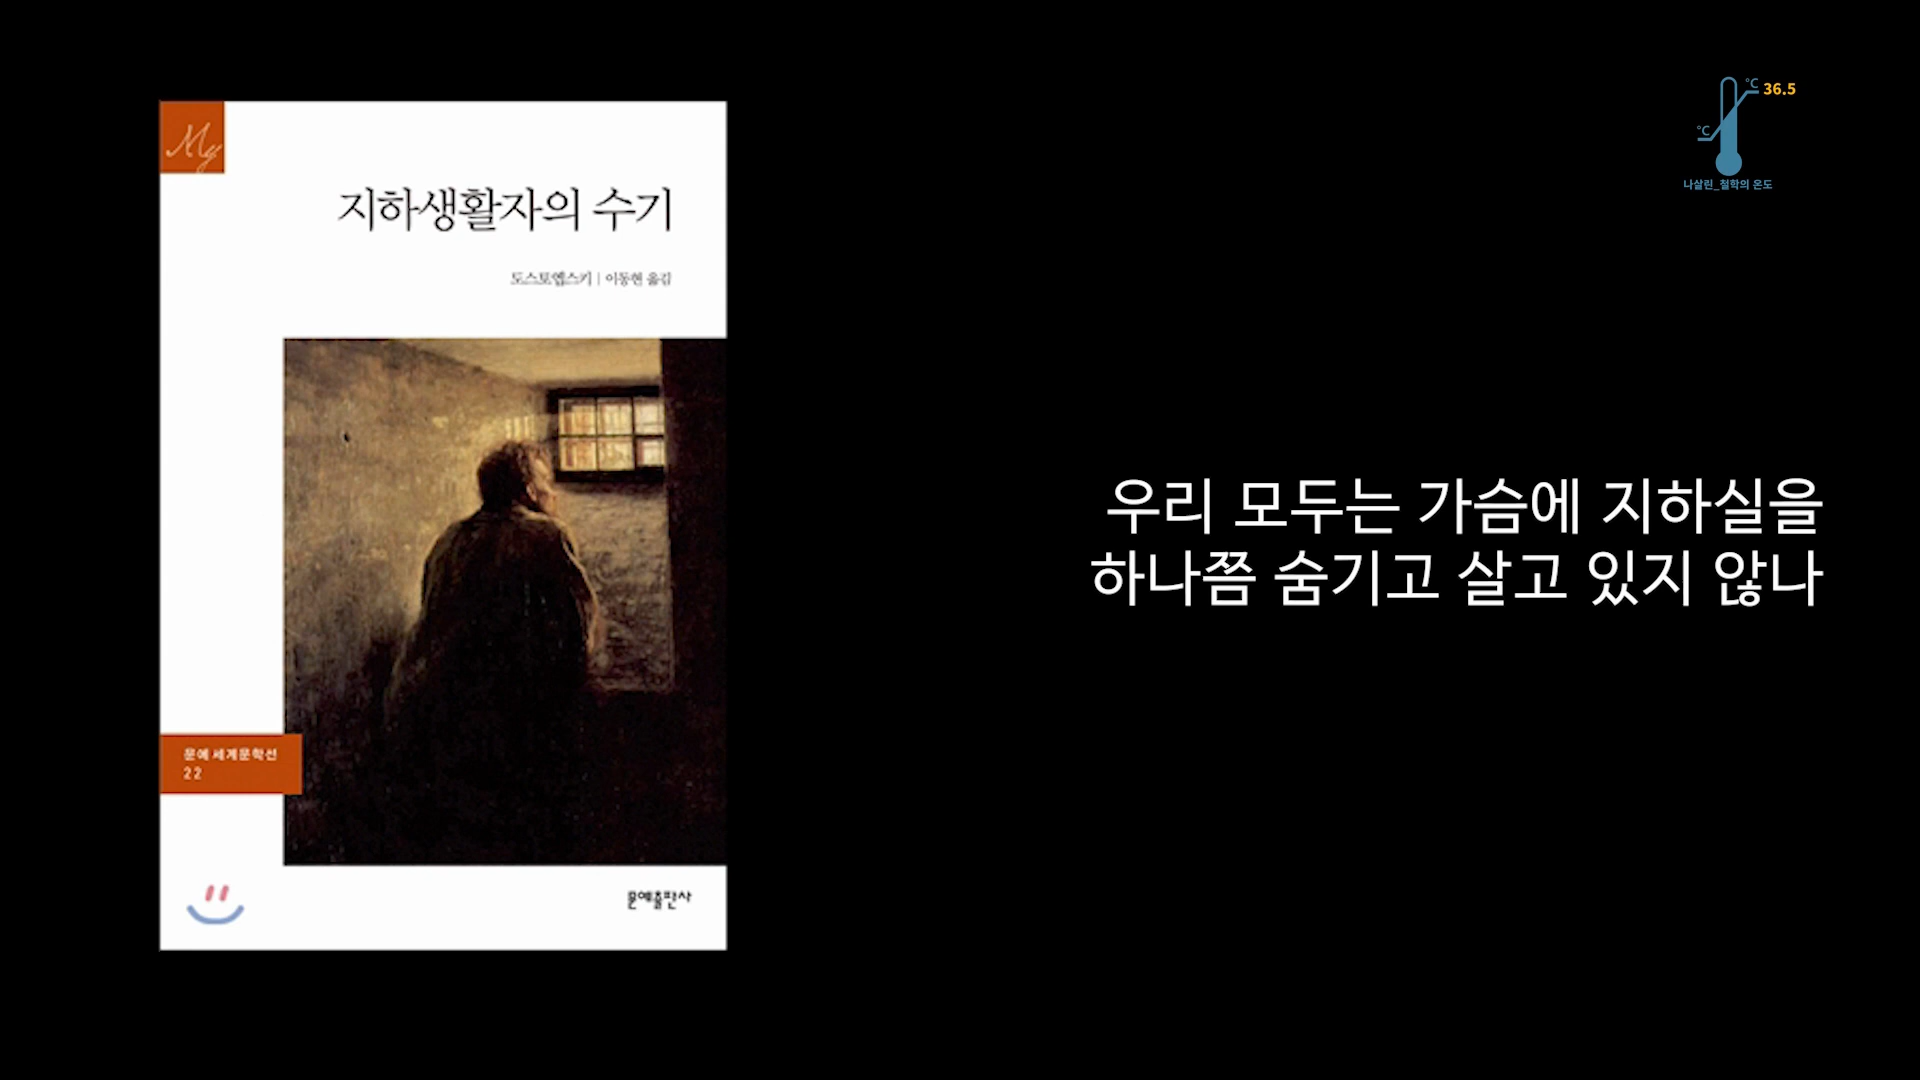 My
지하생활자의 수기
도스토옙스키 | 이동현 옮김
문예 세계문학선
22
문예출판사
°C 36.5
°C
나살린_철학의 온도
우리 모두는 가슴에 지하실을
하나쯤 숨기고 살고 있지 않나